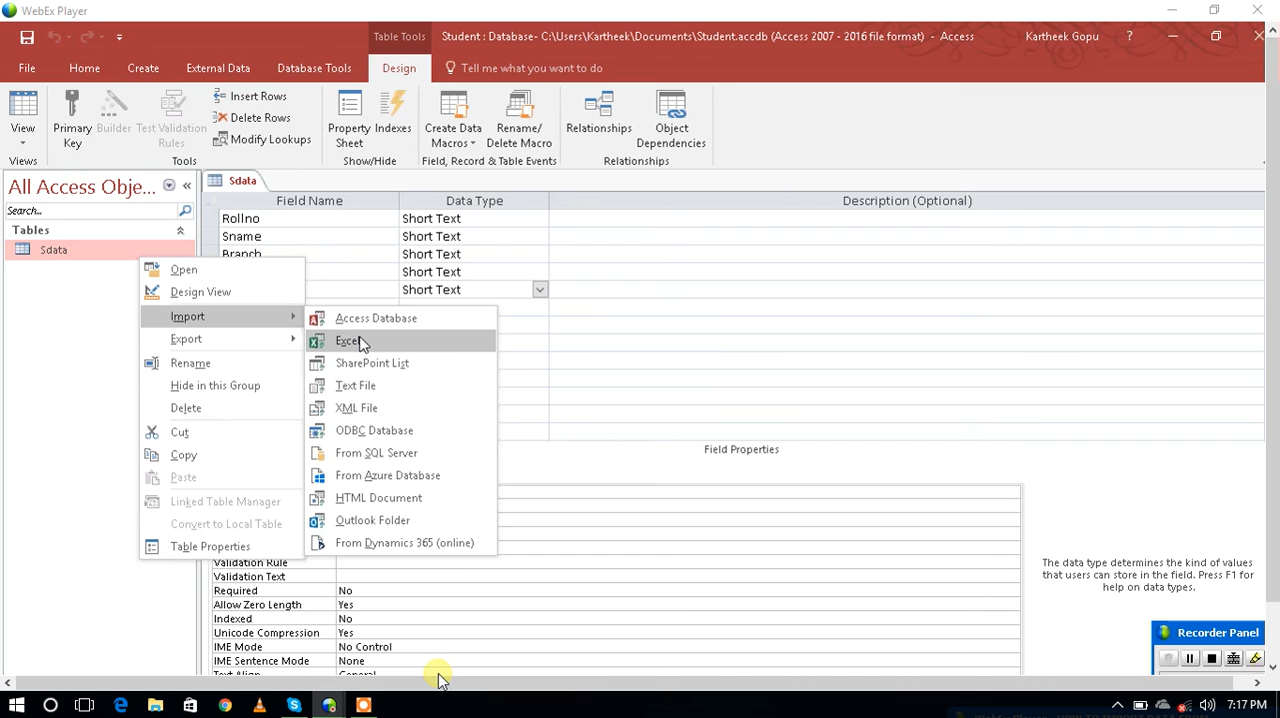 WebEx Player
Table Tools
Student : Database- C:\Users\Kartheek\Documents\Student.accdb (Access 2007 - 2016 file format) - Access
Kartheek Gopu
?
File
Home
Create
External Data
Database Tools
Design
Tell me what you want to do
View
Primary Key
Builder
Test Validation Rules
Insert Rows
Delete Rows
Modify Lookups
Property Sheet
Indexes
Create Data Macros
Rename/ Delete Macro
Relationships
Object Dependencies
Views
Tools
Show/Hide
Field, Record & Table Events
Relationships
All Access Obje...
Search...
Tables
Sdata
Sdata
Field Name
Data Type
Description (Optional)
Rollno
Short Text
Sname
Short Text
Branch
Short Text
Short Text
Short Text
Open
Design View
Import
Export
Rename
Hide in this Group
Delete
Cut
Copy
Paste
Linked Table Manager
Convert to Local Table
Table Properties
Access Database
Excel
SharePoint List
Text File
XML File
ODBC Database
From SQL Server
From Azure Database
HTML Document
Outlook Folder
From Dynamics 365 (online)
Field Properties
Validation Rule
Validation Text
Required
No
Allow Zero Length
Yes
Indexed
No
Unicode Compression
Yes
IME Mode
No Control
IME Sentence Mode
None
Text Align
General
The data type determines the kind of values
that users can store in the field. Press F1 for
help on data types.
Recorder Panel
7:17 PM